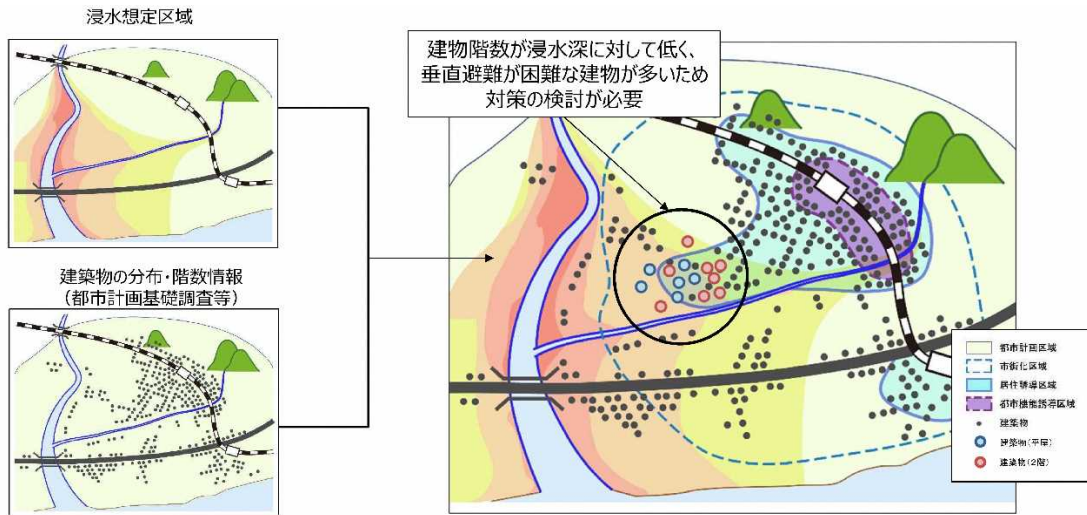 浸水想定区域
建築物の分布・階数情報
（都市計画基礎調査等）
建物階数が浸水深に対して低く、
垂直避難が困難な建物が多いため
対策の検討が必要
都市計画区域
市街化区域
居住誘導区域
都市機能誘導区域
建築物
建築物（平屋）
建築物（2階）